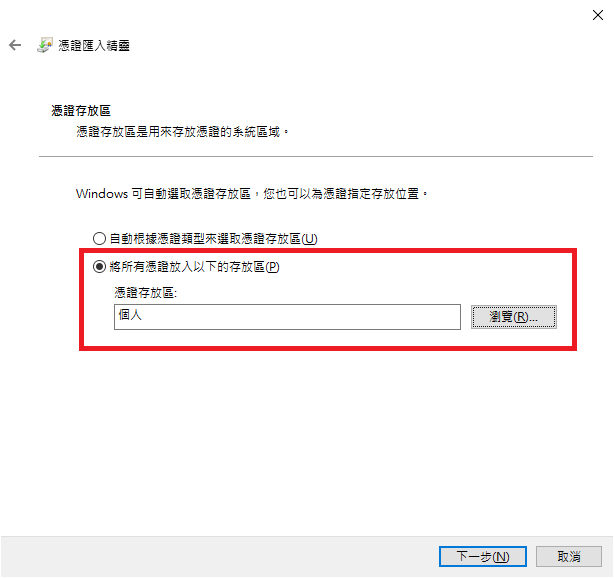 憑證匯入精靈
憑證存放區
憑證存放區是用來存放憑證的系統區域。
Windows 可自動選取憑證存放區，您也可以為憑證指定存放位置。
自動根據憑證類型來選取憑證存放區(U)
將所有憑證放入以下的存放區(P)
憑證存放區:
個人
瀏覽(R)...
下一步(N)
取消